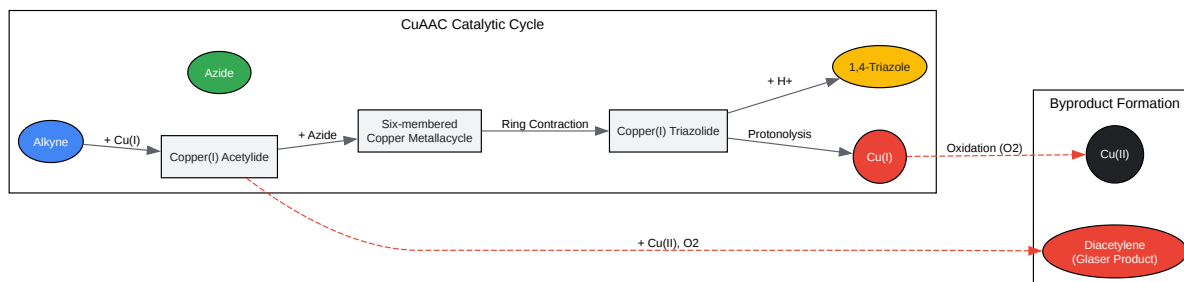 CuAAC Catalytic Cycle
Azide
Alkyne
+ Cu(I)
Copper(I) Acetylide
+ Azide
Six-membered
Copper Metallacycle
Ring Contraction
Copper(I) Triazolide
+ H+
1,4-Triazole
Protonolysis
Cu(I)
Oxidation (O2)
Byproduct Formation
Cu(II)
+ Cu(II), O2
Diacetylene
(Glaser Product)